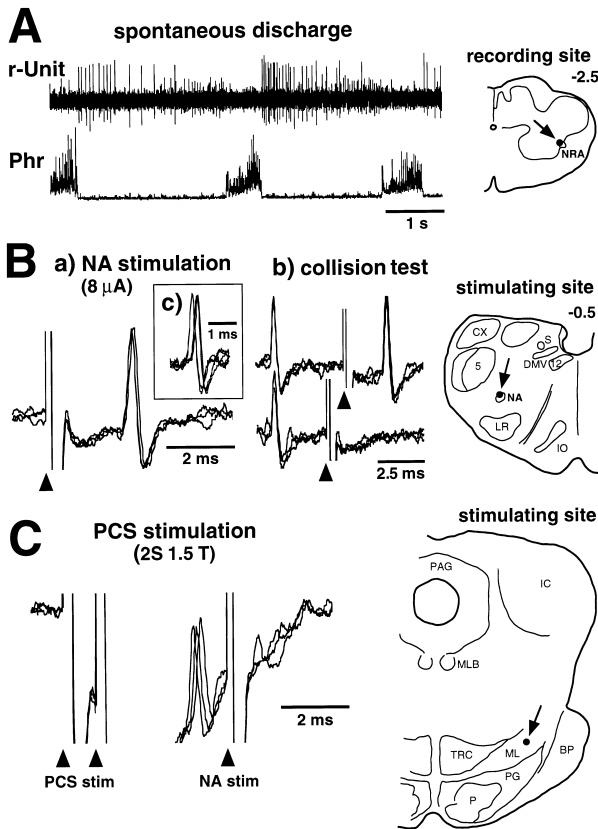 A
spontaneous discharge
r-Unit
Phr
1 s
recording site
-2.5
NRA
B
a) NA stimulation
(8 µA)
c)
1 ms
2 ms
b) collision test
2.5 ms
stimulating site
-0.5
CX
S
5
DMV 12
NA
LR
IO
C
PCS stimulation
(2S 1.5 T)
2 ms
PCS stim
NA stim
stimulating site
PAG
IC
MLB
TRC
ML
BP
PG
P